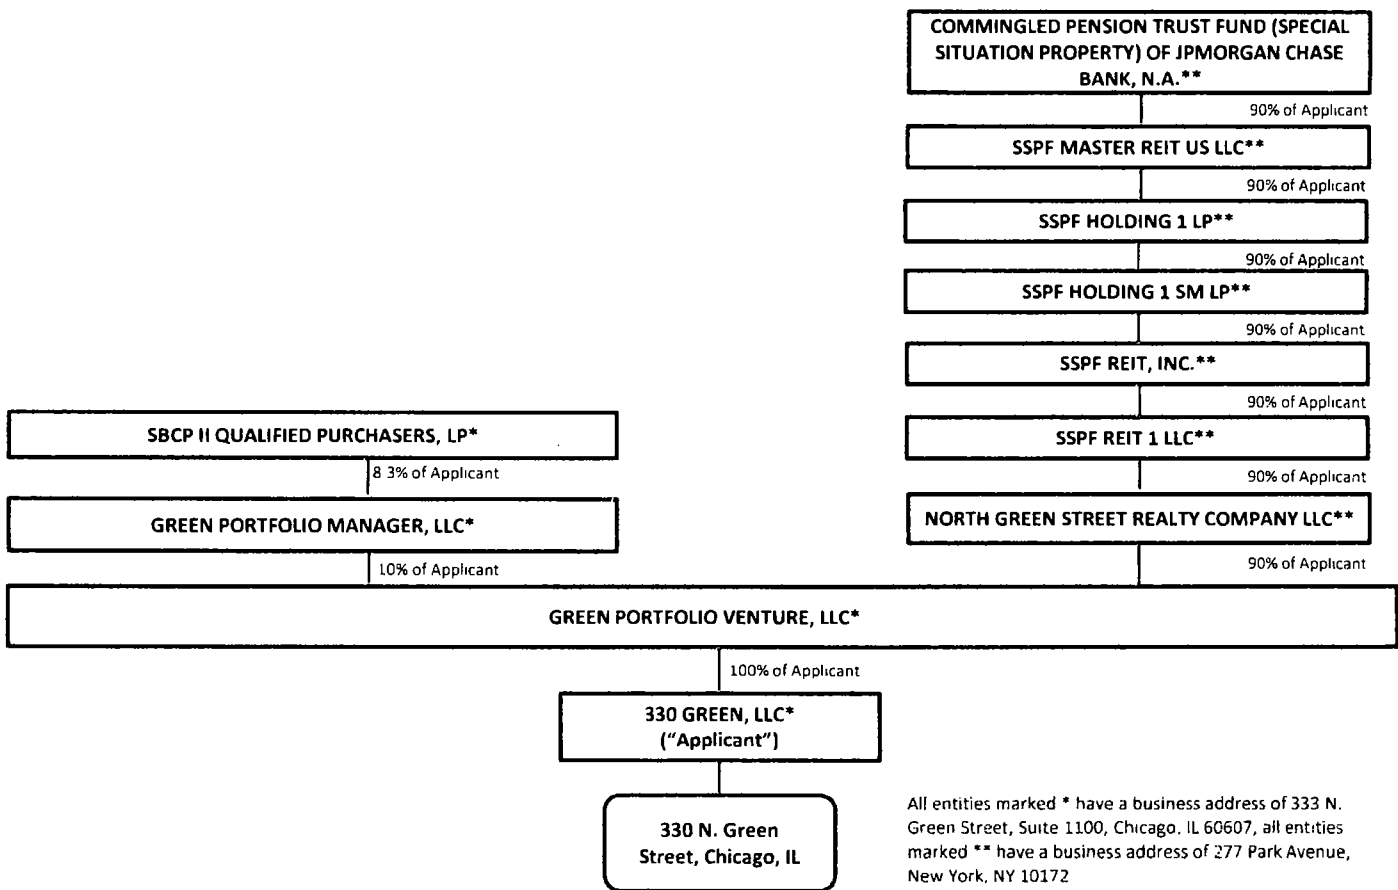 COMMINGLED PENSION TRUST FUND (SPECIAL
SITUATION PROPERTY) OF JPMORGAN CHASE
BANK, N.A.**
90% of Applicant
SSPF MASTER REIT US LLC**
90% of Applicant
SSPF HOLDING 1 LP**
90% of Applicant
SSPF HOLDING 1 SM LP**
90% of Applicant
SSPF REIT, INC.**
90% of Applicant
SSPF REIT 1 LLC**
90% of Applicant
NORTH GREEN STREET REALTY COMPANY LLC**
90% of Applicant
SBCP II QUALIFIED PURCHASERS, LP*
8 3% of Applicant
GREEN PORTFOLIO MANAGER, LLC*
10% of Applicant
GREEN PORTFOLIO VENTURE, LLC*
100% of Applicant
330 GREEN, LLC*
("Applicant")
330 N. Green
Street, Chicago, IL
All entities marked * have a business address of 333 N.
Green Street, Suite 1100, Chicago, IL 60607, all entities
marked ** have a business address of 277 Park Avenue,
New York, NY 10172